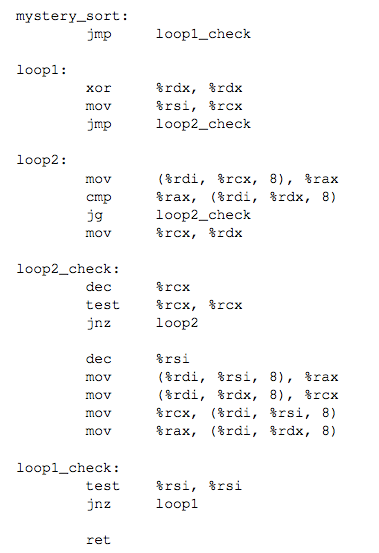 mystery_sort:
jmp loop1_check
loop1:
xor %rdx, %rdx
mov %rsi, %rcx
jmp loop2_check
loop2:
mov (%rdi, %rcx, 8), %rax
cmp %rax, (%rdi, %rdx, 8)
jg loop2_check
mov %rcx, %rdx
loop2_check:
dec %rcx
test %rcx, %rcx
jnz loop2
dec %rsi
mov (%rdi, %rsi, 8), %rax
mov (%rdi, %rdx, 8), %rcx
mov %rcx, (%rdi, %rsi, 8)
mov %rax, (%rdi, %rdx, 8)
loop1_check:
test %rsi, %rsi
jnz loop1
ret